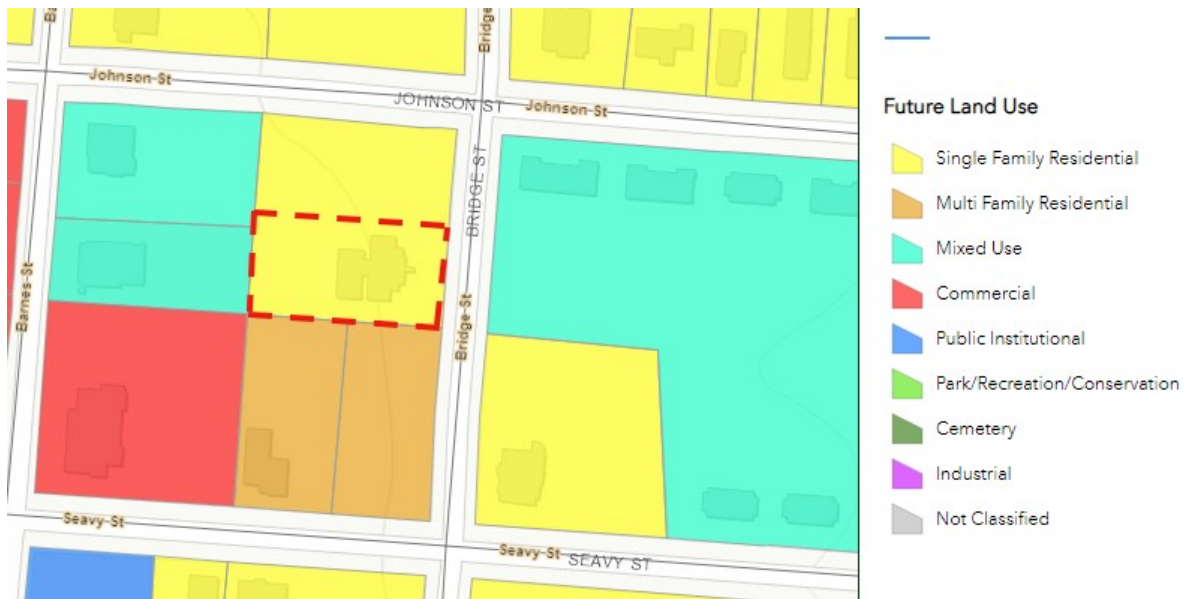 Bridge
Johnson St
JOHNSON ST
Johnson St
BRIDGE ST
Barnes-St
Bridge-St
Seavy-St
Seavy-St
SEAVY ST
Future Land Use
Single Family Residential
Multi Family Residential
Mixed Use
Commercial
Public Institutional
Park/Recreation/Conservation
Cemetery
Industrial
Not Classified